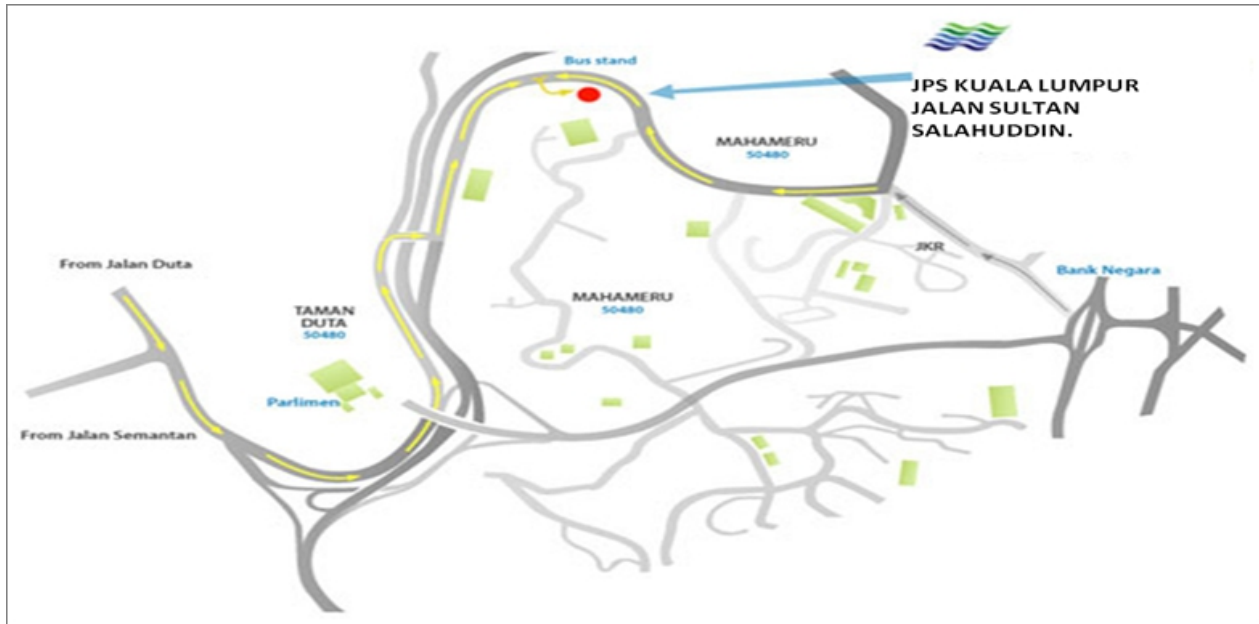 Bus stand
JPS KUALA LUMPUR
JALAN SULTAN
SALAHUDDIN.
MAHAMERU
50480
JKR
From Jalan Duta
Bank Negara
TAMAN
DUTA
50480
MAHAMERU
50480
Parlimen
From Jalan Semantan